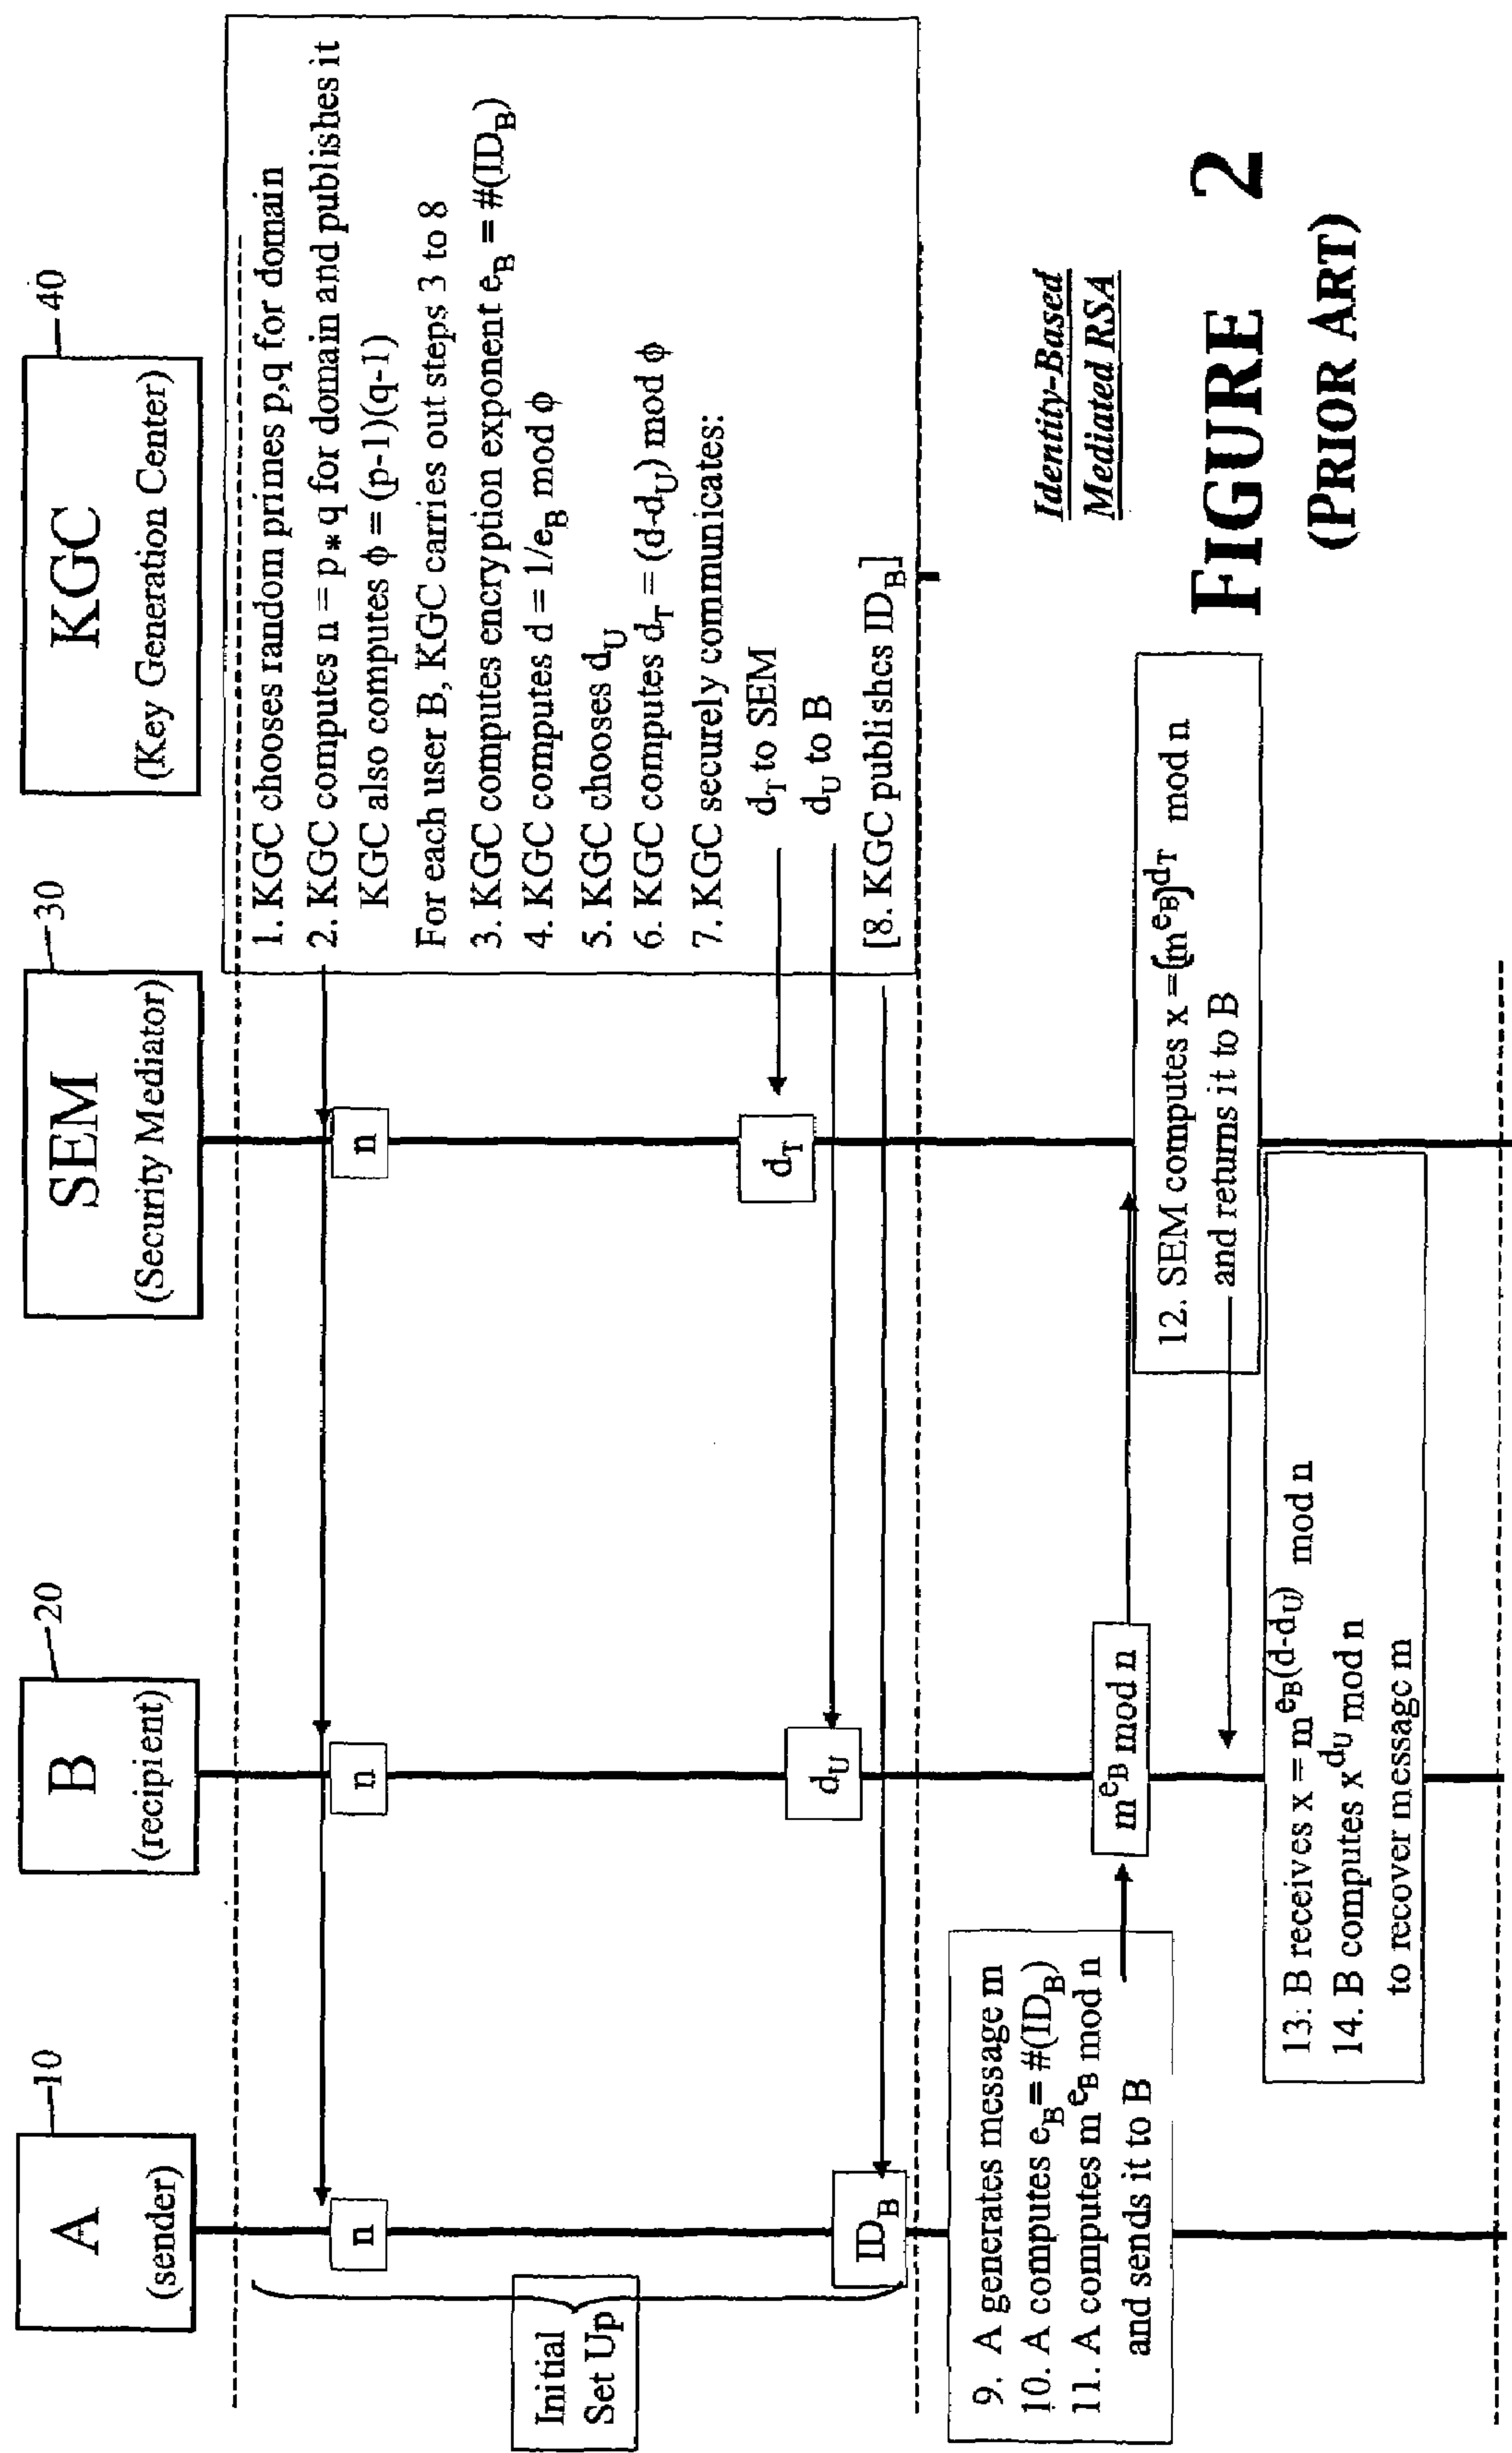 A
(sender)
10
B
(recipient)
20
SEM
(Security Mediator)
30
KGC
(Key Generation Center)
40
1. KGC chooses random primes p,q for domain
2. KGC computes n = p * q for domain and publishes it
KGC also computes ϕ = (p-1)(q-1)
For each user B, KGC carries out steps 3 to 8
3. KGC computes encryption exponent e_B = #(ID_B)
4. KGC computes d = 1/e_B mod ϕ
5. KGC chooses d_U
6. KGC computes d_T = (d-d_U) mod ϕ
7. KGC securely communicates:
d_T to SEM
d_U to B
[8. KGC publishes ID_B]
n
n
n
d_T
d_U
ID_B
Initial
Set Up
9. A generates message m
10. A computes e_B = #(ID_B)
11. A computes m^e_B mod n
and sends it to B
m^e_B mod n
12. SEM computes x = (m^e_B)^d_T mod n
and returns it to B
13. B receives x = m^e_B(d-d_U) mod n
14. B computes x^d_U mod n
to recover message m
Identity-Based
Mediated RSA
FIGURE 2
(PRIOR ART)